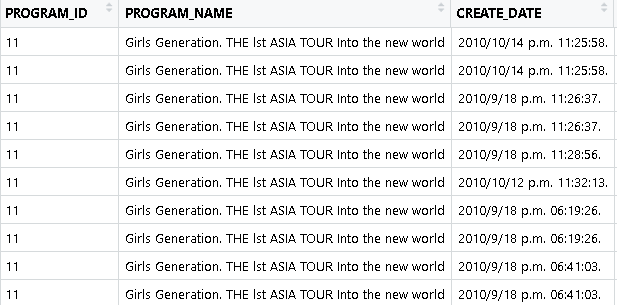 PROGRAM_ID PROGRAM_NAME CREATE_DATE
11 Girls Generation. THE lst ASIA TOUR Into the new world 2010/10/14 p.m. 11:25:58.
11 Girls Generation. THE lst ASIA TOUR Into the new world 2010/10/14 p.m. 11:25:58.
11 Girls Generation. THE lst ASIA TOUR Into the new world 2010/9/18 p.m. 11:26:37.
11 Girls Generation. THE lst ASIA TOUR Into the new world 2010/9/18 p.m. 11:26:37.
11 Girls Generation. THE lst ASIA TOUR Into the new world 2010/9/18 p.m. 11:28:56.
11 Girls Generation. THE lst ASIA TOUR Into the new world 2010/10/12 p.m. 11:32:13.
11 Girls Generation. THE lst ASIA TOUR Into the new world 2010/9/18 p.m. 06:19:26.
11 Girls Generation. THE lst ASIA TOUR Into the new world 2010/9/18 p.m. 06:19:26.
11 Girls Generation. THE lst ASIA TOUR Into the new world 2010/9/18 p.m. 06:41:03.
11 Girls Generation. THE lst ASIA TOUR Into the new world 2010/9/18 p.m. 06:41:03.